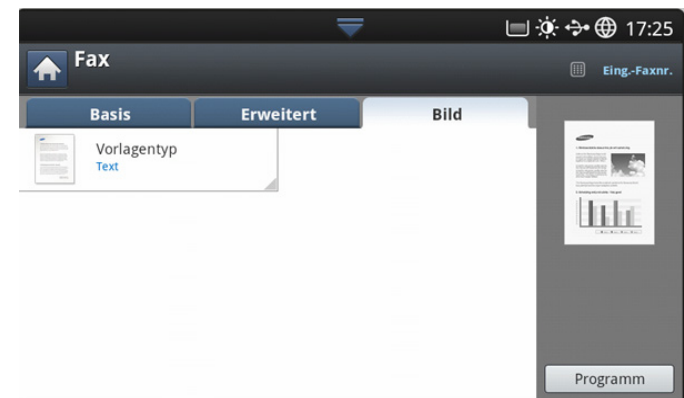 17:25
Fax
Eing.-Faxnr.
Basis
Erweitert
Bild
Vorlagentyp
Text
Programm